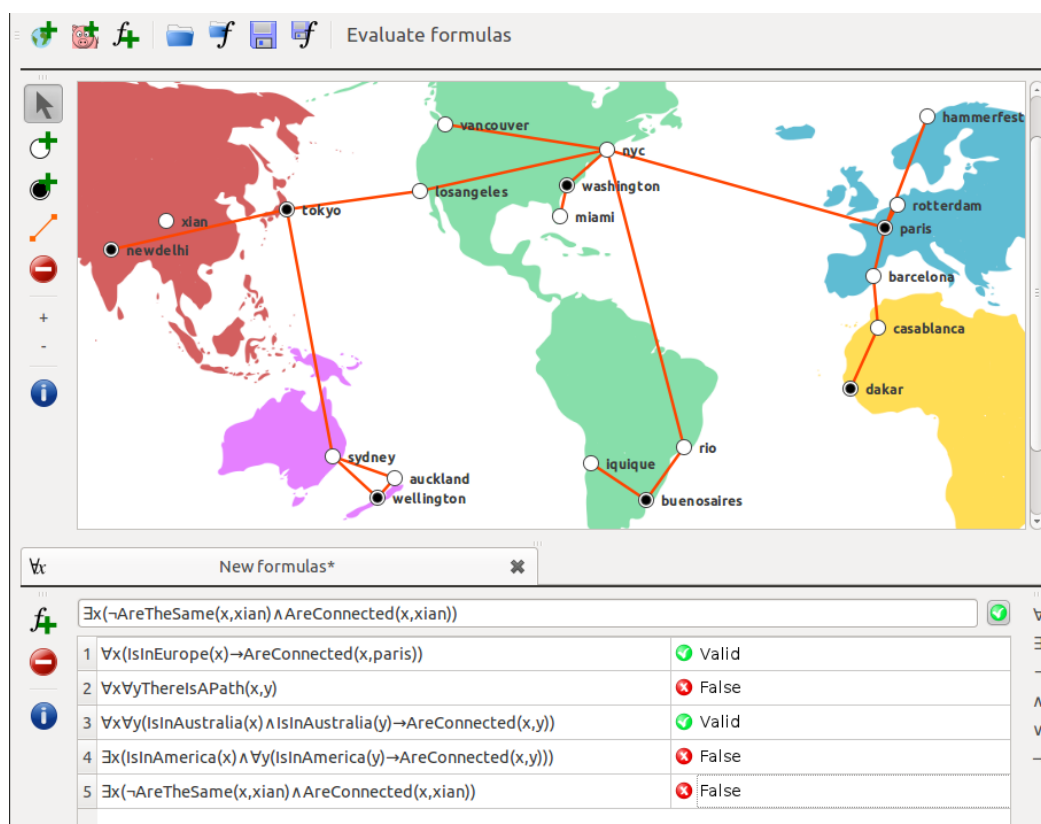 Evaluate formulas
hammerfest
vancouver
nyc
losangeles
washington
rotterdam
tokyo
miami
xian
paris
newdelhi
barcelona
casablanca
dakar
rio
sydney
iquique
auckland
wellington
buenosaires
+
-
∀x New formulas*
∃x(¬AreTheSame(x,xian)∧AreConnected(x,xian))
1 ∀x(IsInEurope(x)→AreConnected(x,paris)) Valid
2 ∀x∀yThereIsAPath(x,y) False
3 ∀x∀y(IsInAustralia(x)∧IsInAustralia(y)→AreConnected(x,y)) Valid
4 ∃x(IsInAmerica(x)∧∀y(IsInAmerica(y)→AreConnected(x,y))) False
5 ∃x(¬AreTheSame(x,xian)∧AreConnected(x,xian)) False